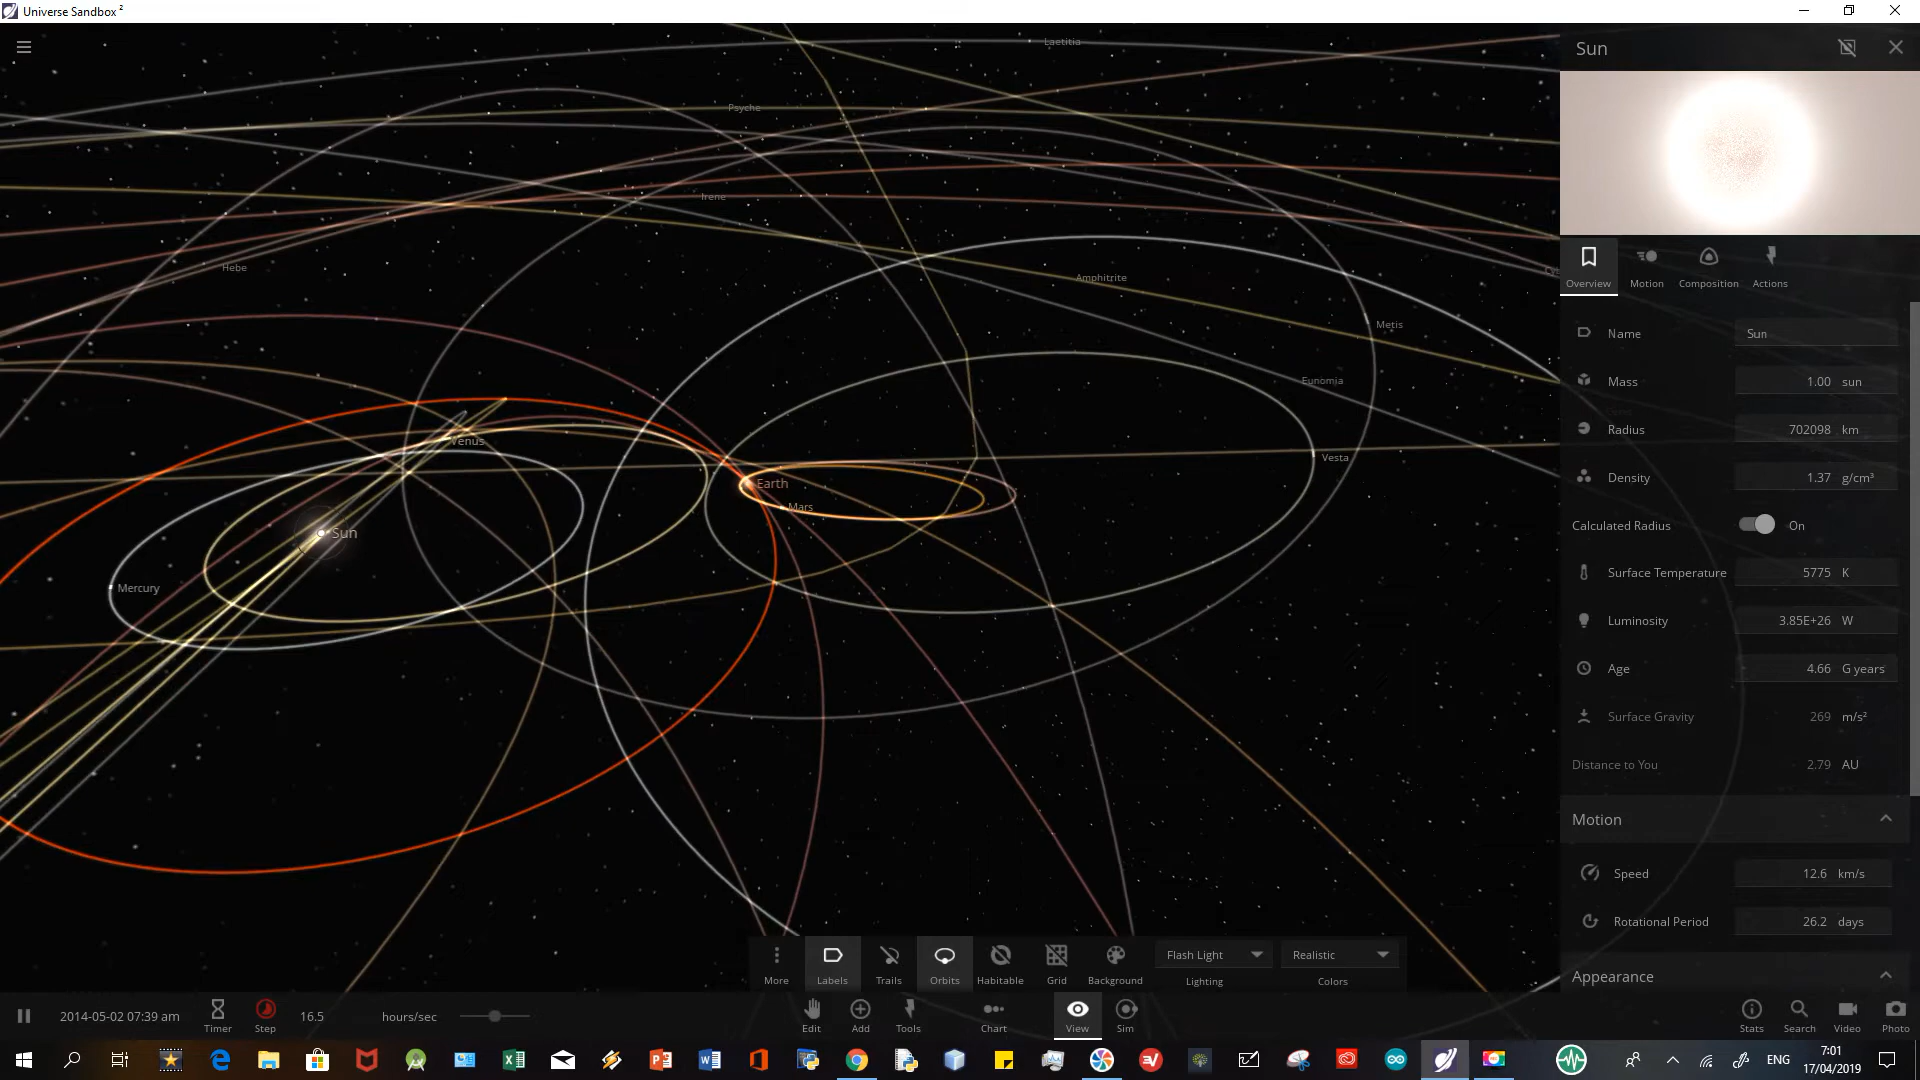 Universe Sandbox ²
Laetitia
Psyche
Irene
Hebe
Amphitrite
Metis
Eunomia
Venus
Vesta
Earth
Mars
Sun
Mercury
Sun
Overview
Motion
Composition
Actions
Name Sun
Mass 1.00 sun
Radius 702098 km
Density 1.37 g/cm³
Calculated Radius On
Surface Temperature 5775 K
Luminosity 3.85E+26 W
Age 4.66 G years
Surface Gravity 269 m/s²
Distance to You 2.79 AU
Motion
Speed 12.6 km/s
Rotational Period 26.2 days
Appearance
More
Labels
Trails
Orbits
Habitable
Grid
Background
Flash Light
Lighting
Realistic
Colors
2014-05-02 07:39 am
Timer
Step
16.5 hours/sec
Edit
Add
Tools
Chart
View
Sim
Stats
Search
Video
Photo
ENG
7:01
17/04/2019